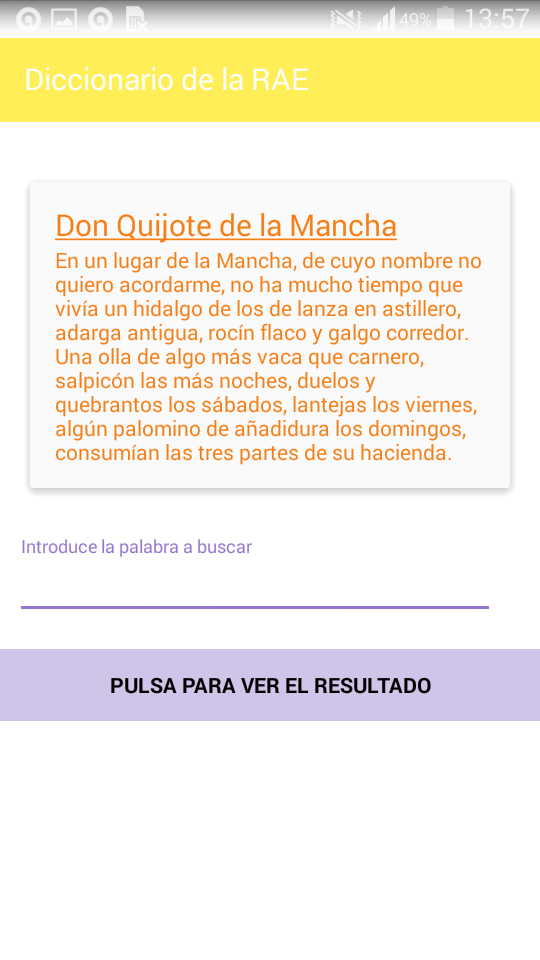 49% 13:57
Diccionario de la RAE
Don Quijote de la Mancha
En un lugar de la Mancha, de cuyo nombre no
quiero acordarme, no ha mucho tiempo que
vivía un hidalgo de los de lanza en astillero,
adarga antigua, rocín flaco y galgo corredor.
Una olla de algo más vaca que carnero,
salpicón las más noches, duelos y
quebrantos los sábados, lantejas los viernes,
algún palomino de añadidura los domingos,
consumían las tres partes de su hacienda.
Introduce la palabra a buscar
PULSA PARA VER EL RESULTADO